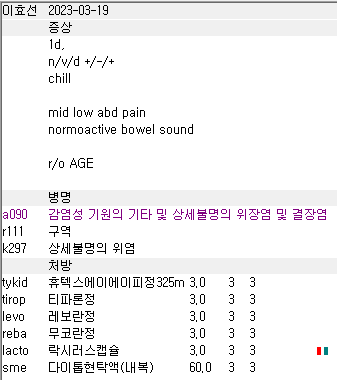 이효선 2023-03-19
증상
1d,
n/v/d +/-/+
chill
mid low abd pain
normoactive bowel sound
r/o AGE
병명
a090 감염성 기원의 기타 및 상세불명의 위장염 및 결장염
r111 구역
k297 상세불명의 위염
처방
tykid 휴텍스에이에이피정325m 3,0 3 3
tirop 티파론정 3,0 3 3
levo 레보란정 3,0 3 3
reba 무코란정 3,0 3 3
lacto 락시러스캡슐 3,0 3 3
sme 다이톱현탁액(내복) 60,0 3 3